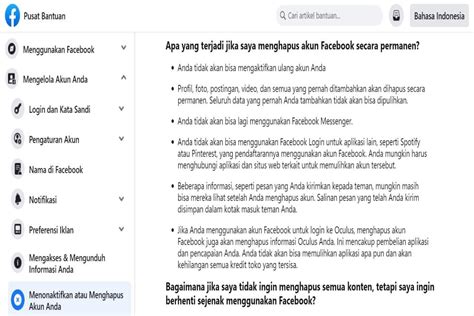 Pusat Bantuan
Cari artikel bantuan...
Bahasa Indonesia
Menggunakan Facebook
Mengelola Akun Anda
Login dan Kata Sandi
Pengaturan Akun
Nama di Facebook
Notifikasi
Preferensi Iklan
Mengakses & Mengunduh
Informasi Anda
Menonaktifkan atau Menghapus
Akun Anda
Apa yang terjadi jika saya menghapus akun Facebook secara permanen?
Anda tidak akan bisa mengaktifkan ulang akun Anda
Profil, foto, postingan, video, dan semua yang pernah ditambahkan akan dihapus secara
permanen. Seluruh data yang pernah Anda tambahkan tidak akan bisa dipulihkan.
Anda tidak akan bisa lagi menggunakan Facebook Messenger.
Anda tidak akan bisa menggunakan Facebook Login untuk aplikasi lain, seperti Spotify
atau Pinterest, yang pendaftarannya menggunakan akun Facebook. Anda mungkin harus
menghubungi aplikasi dan situs web terkait untuk memulihkan akun tersebut.
Beberapa informasi, seperti pesan yang Anda kirimkan kepada teman, mungkin masih
bisa mereka lihat setelah Anda menghapus akun. Salinan pesan yang telah Anda kirim
disimpan dalam kotak masuk teman Anda.
Jika Anda menggunakan akun Facebook untuk login ke Oculus, menghapus akun
Facebook juga akan menghapus informasi Oculus Anda. Ini mencakup pembelian aplikasi
dan pencapaian Anda. Anda tidak akan bisa memulihkan aplikasi apa pun dan akan
kehilangan semua kredit toko yang tersisa.
Bagaimana jika saya tidak ingin menghapus semua konten, tetapi saya ingin
berhenti sejenak menggunakan Facebook?